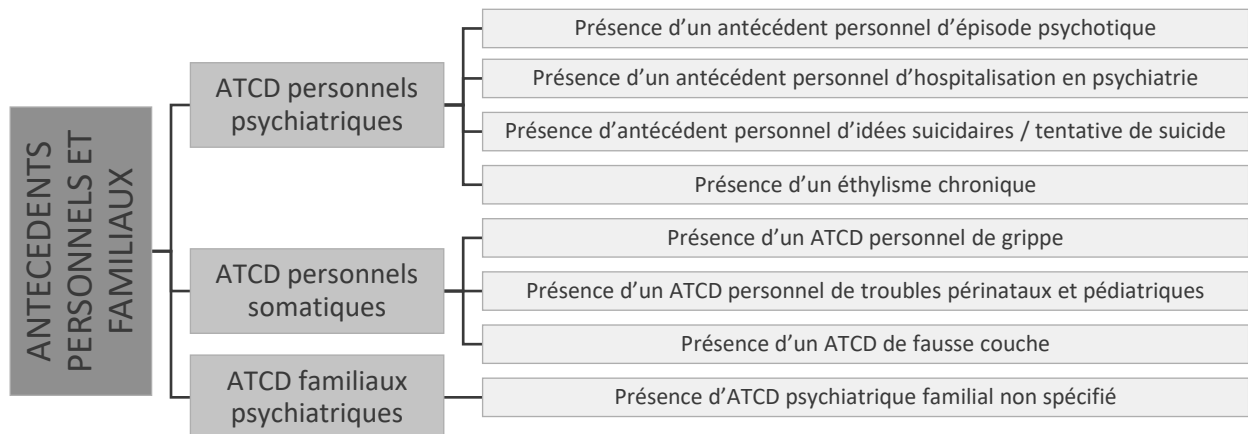 ANTECEDENTS
PERSONNELS ET
FAMILIAUX
ATCD personnels
psychiatriques
Présence d’un antécédent personnel d’épisode psychotique
Présence d’un antécédent personnel d’hospitalisation en psychiatrie
Présence d’antécédent personnel d’idées suicidaires / tentative de suicide
Présence d’un éthylisme chronique
ATCD personnels
somatiques
Présence d’un ATCD personnel de grippe
Présence d’un ATCD personnel de troubles périnataux et pédiatriques
Présence d’un ATCD de fausse couche
ATCD familiaux
psychiatriques
Présence d’ATCD psychiatrique familial non spécifié